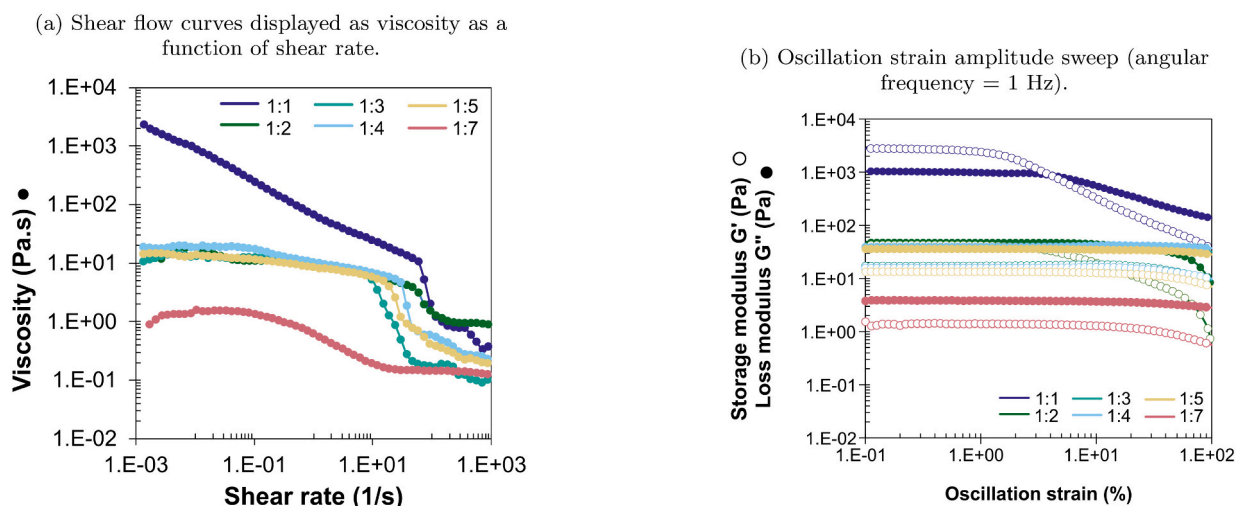 (a) Shear flow curves displayed as viscosity as a
function of shear rate.
1.E+04
1.E+03
1.E+02
1.E+01
1.E+00
1.E-01
1.E-02
Viscosity (Pa.s)
1:1 1:3 1:5
1:2 1:4 1:7
1.E-03 1.E-01 1.E+01 1.E+03
Shear rate (1/s)
(b) Oscillation strain amplitude sweep (angular
frequency = 1 Hz).
1.E+04
1.E+03
1.E+02
1.E+01
1.E+00
1.E-01
1.E-02
Storage modulus G' (Pa)
Loss modulus G'' (Pa)
1:1 1:3 1:5
1:2 1:4 1:7
1.E-01 1.E+00 1.E+01 1.E+02
Oscillation strain (%)